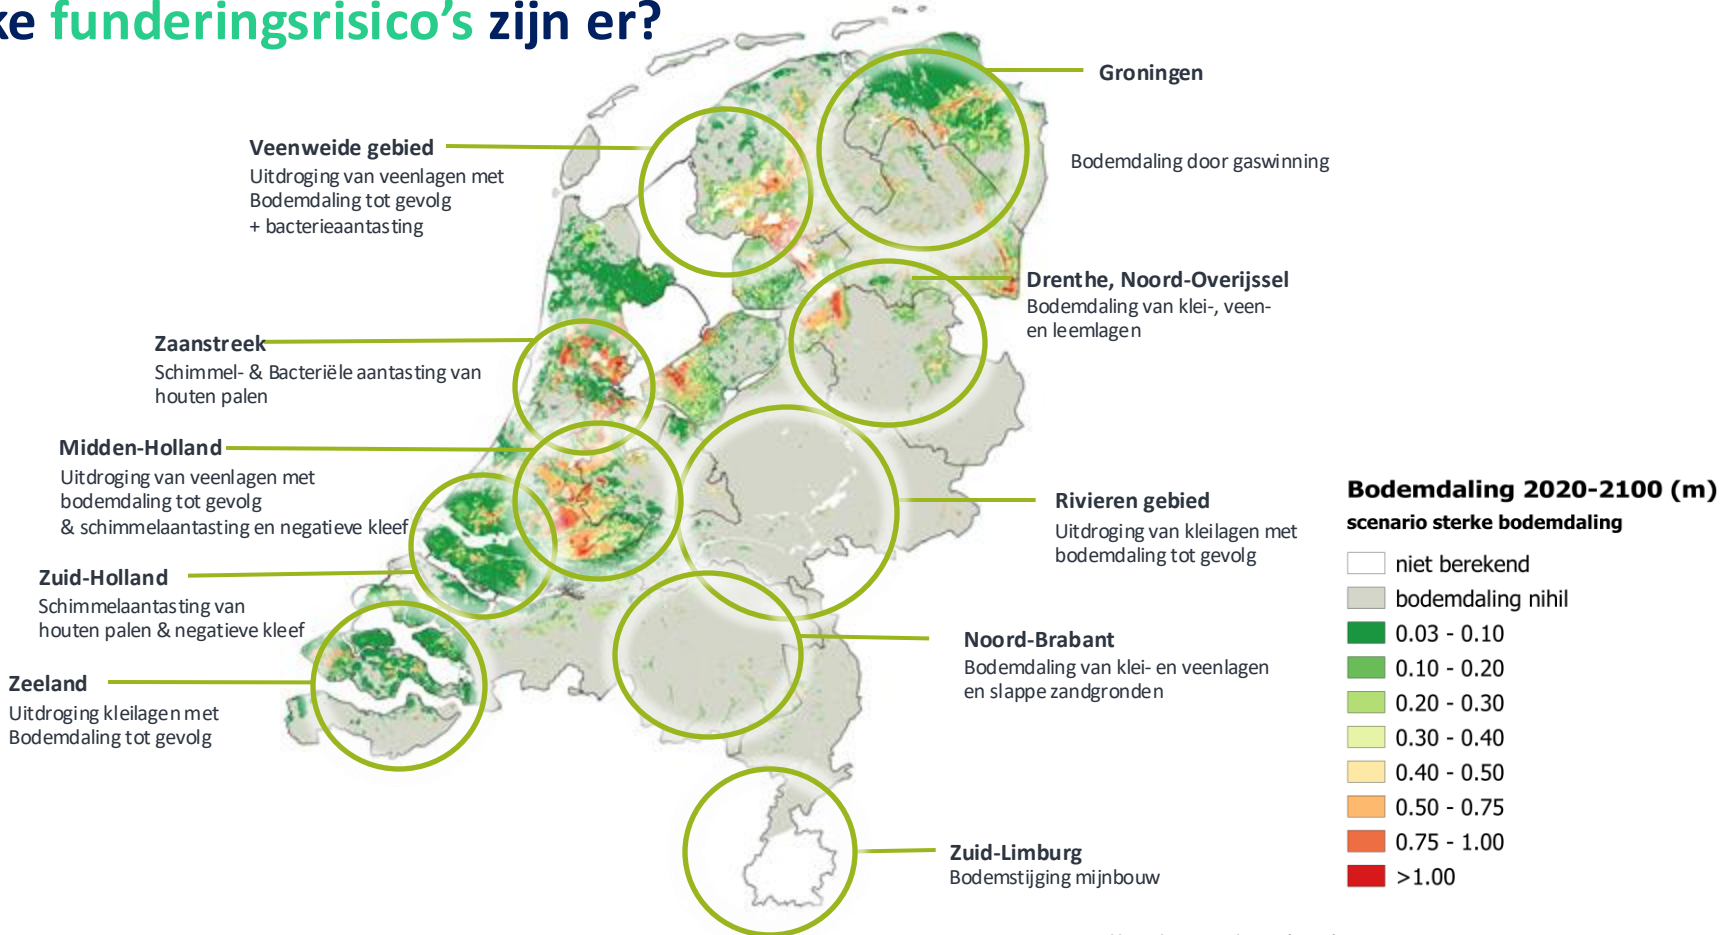 ke funderingsrisico’s zijn er?
Groningen
Bodemdaling door gaswinning
Veenweide gebied
Uitdroging van veenlagen met
Bodemdaling tot gevolg
+ bacterieaantasting
Drenthe, Noord-Overijssel
Bodemdaling van klei-, veen-
en leemlagen
Zaanstreek
Schimmel- & Bacteriële aantasting van
houten palen
Midden-Holland
Uitdroging van veenlagen met
bodemdaling tot gevolg
& schimmelaantasting en negatieve kleef
Rivieren gebied
Uitdroging van kleilagen met
bodemdaling tot gevolg
Zuid-Holland
Schimmelaantasting van
houten palen & negatieve kleef
Noord-Brabant
Bodemdaling van klei- en veenlagen
en slappe zandgronden
Zeeland
Uitdroging kleilagen met
Bodemdaling tot gevolg
Zuid-Limburg
Bodemstijging mijnbouw
Bodemdaling 2020-2100 (m)
scenario sterke bodemdaling
niet berekend
bodemdaling nihil
0.03 - 0.10
0.10 - 0.20
0.20 - 0.30
0.30 - 0.40
0.40 - 0.50
0.50 - 0.75
0.75 - 1.00
>1.00